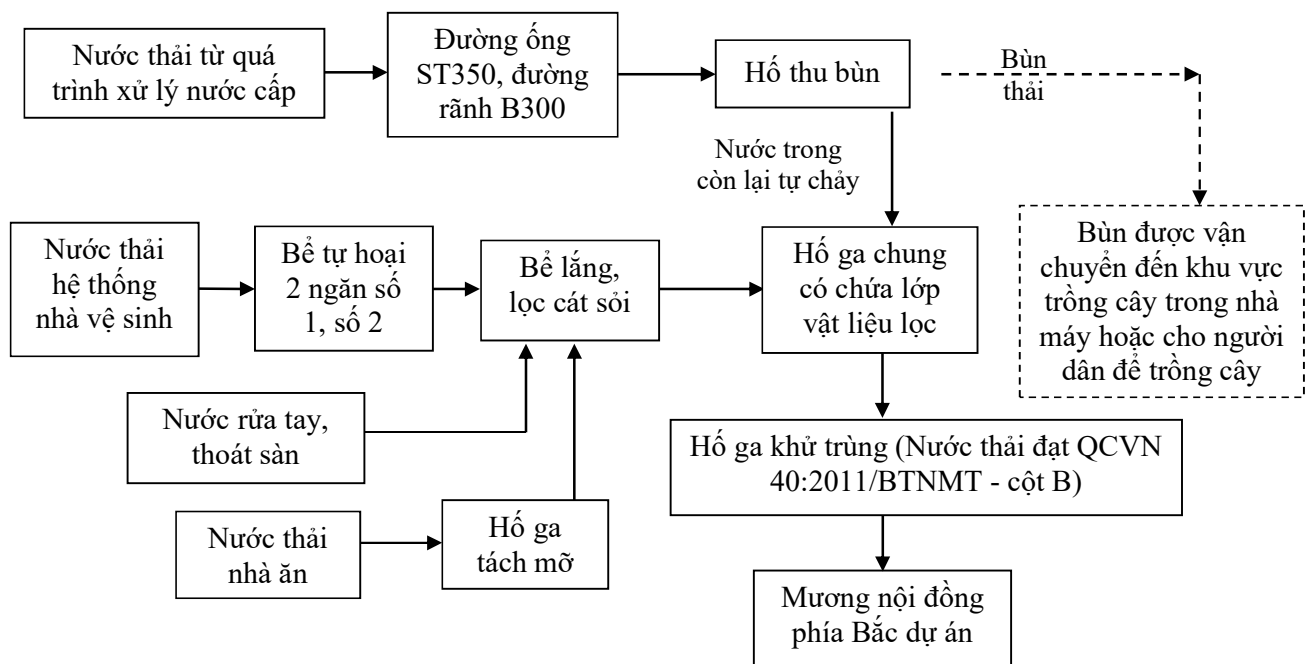 Nước thải từ quá
trình xử lý nước cấp
Đường ống
ST350, đường
rãnh B300
Hố thu bùn
Bùn
thải
Nước trong
còn lại tự chảy
Nước thải
hệ thống
nhà vệ sinh
Bể tự hoại
2 ngăn số
1, số 2
Bể lắng,
lọc cát sỏi
Hố ga chung
có chứa lớp
vật liệu lọc
Bùn được vận
chuyển đến khu vực
trồng cây trong nhà
máy hoặc cho người
dân để trồng cây
Nước rửa tay,
thoát sàn
Hố ga khử trùng (Nước thải đạt QCVN
40:2011/BTNMT - cột B)
Nước thải
nhà ăn
Hố ga
tách mỡ
Mương nội đồng
phía Bắc dự án